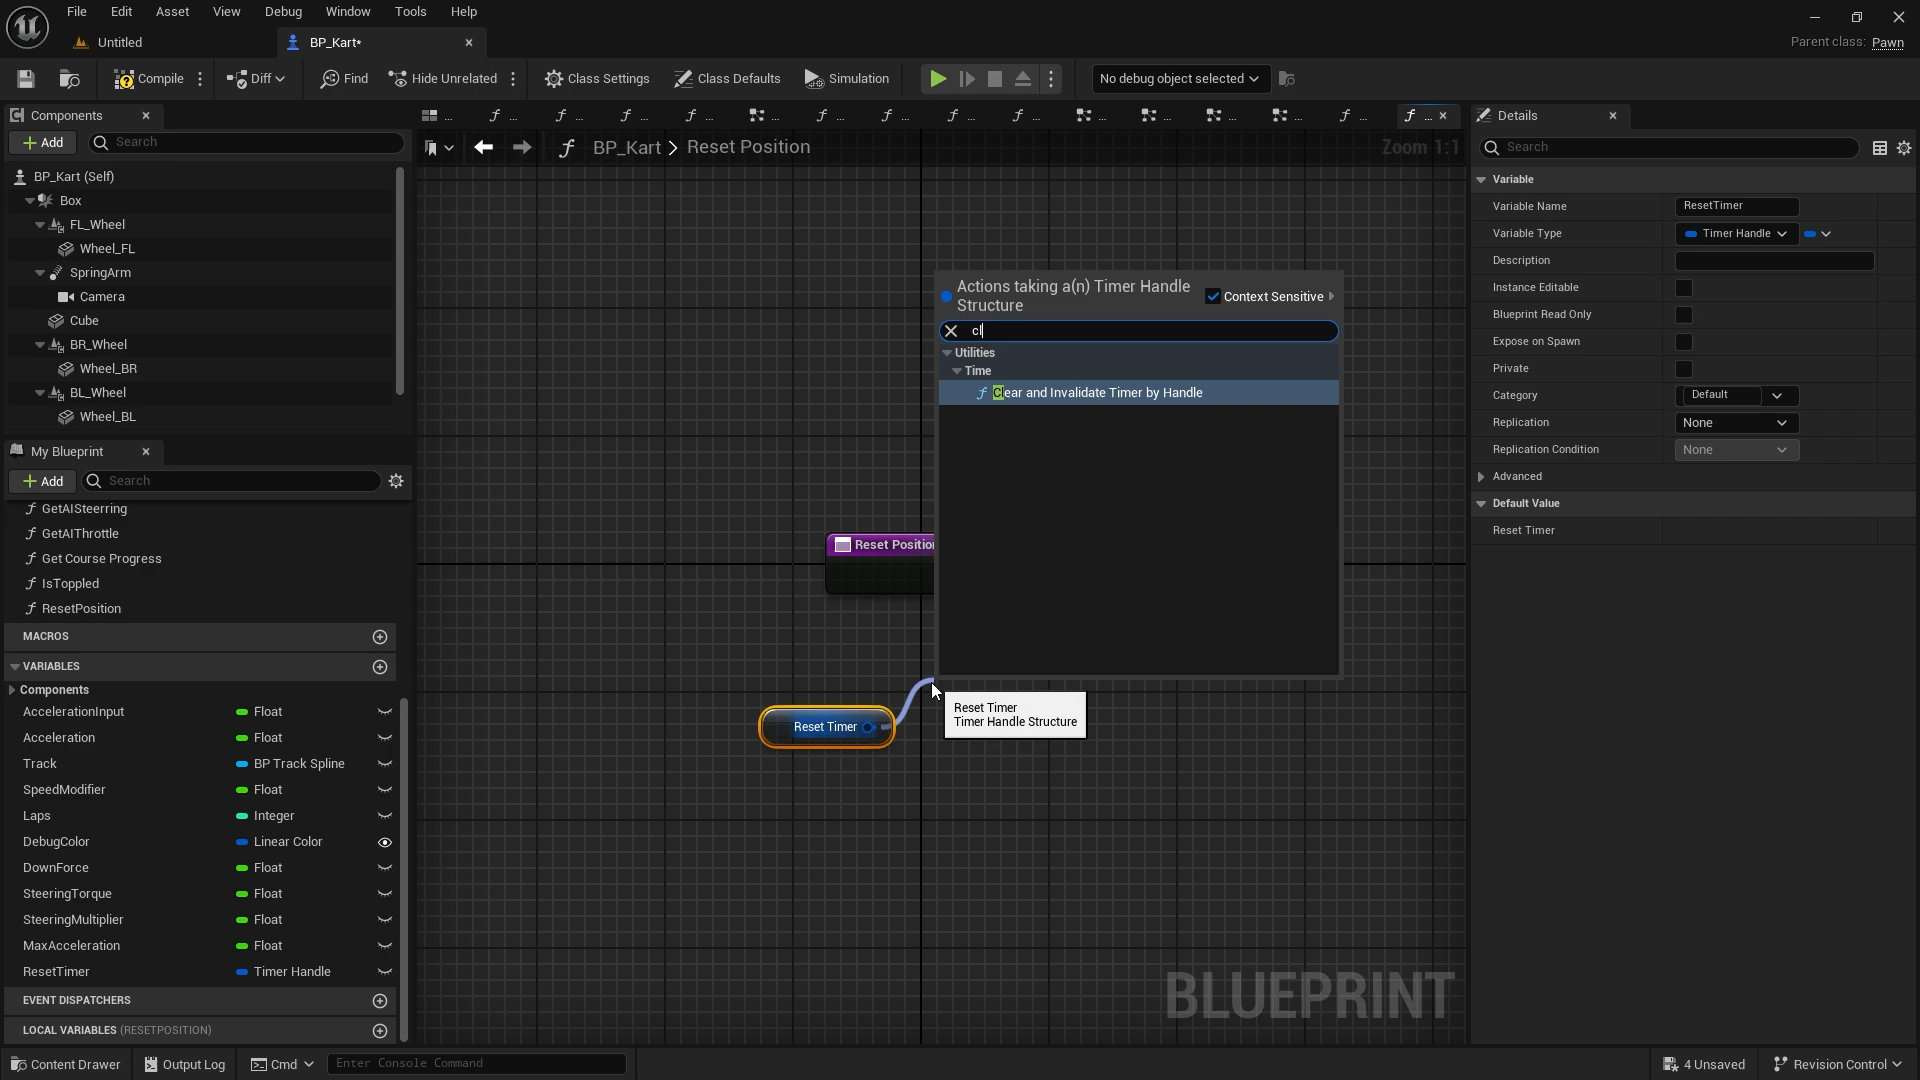 File Edit Asset View Debug Window Tools Help
Untitled
BP_Kart*
Parent class: Pawn
Compile
Diff
Find
Hide Unrelated
Class Settings
Class Defaults
Simulation
No debug object selected
Components
Add
Search
BP_Kart (Self)
Box
FL_Wheel
Wheel_FL
SpringArm
Camera
Cube
BR_Wheel
Wheel_BR
BL_Wheel
Wheel_BL
My Blueprint
Add
Search
GetAISteerring
GetAIThrottle
Get Course Progress
IsToppled
ResetPosition
MACROS
VARIABLES
Components
AccelerationInput Float
Acceleration Float
Track BP Track Spline
SpeedModifier Float
Laps Integer
DebugColor Linear Color
DownForce Float
SteeringTorque Float
SteeringMultiplier Float
MaxAcceleration Float
ResetTimer Timer Handle
EVENT DISPATCHERS
LOCAL VARIABLES (RESETPOSITION)
BP_Kart > Reset Position
Zoom 1:1
Actions taking a(n) Timer Handle
Structure
Context Sensitive
cl
Utilities
Time
Clear and Invalidate Timer by Handle
Reset Position
Reset Timer
Reset Timer
Timer Handle Structure
BLUEPRINT
Details
Search
Variable
Variable Name ResetTimer
Variable Type Timer Handle
Description
Instance Editable
Blueprint Read Only
Expose on Spawn
Private
Category Default
Replication None
Replication Condition None
Advanced
Default Value
Reset Timer
Content Drawer
Output Log
Cmd
Enter Console Command
4 Unsaved
Revision Control